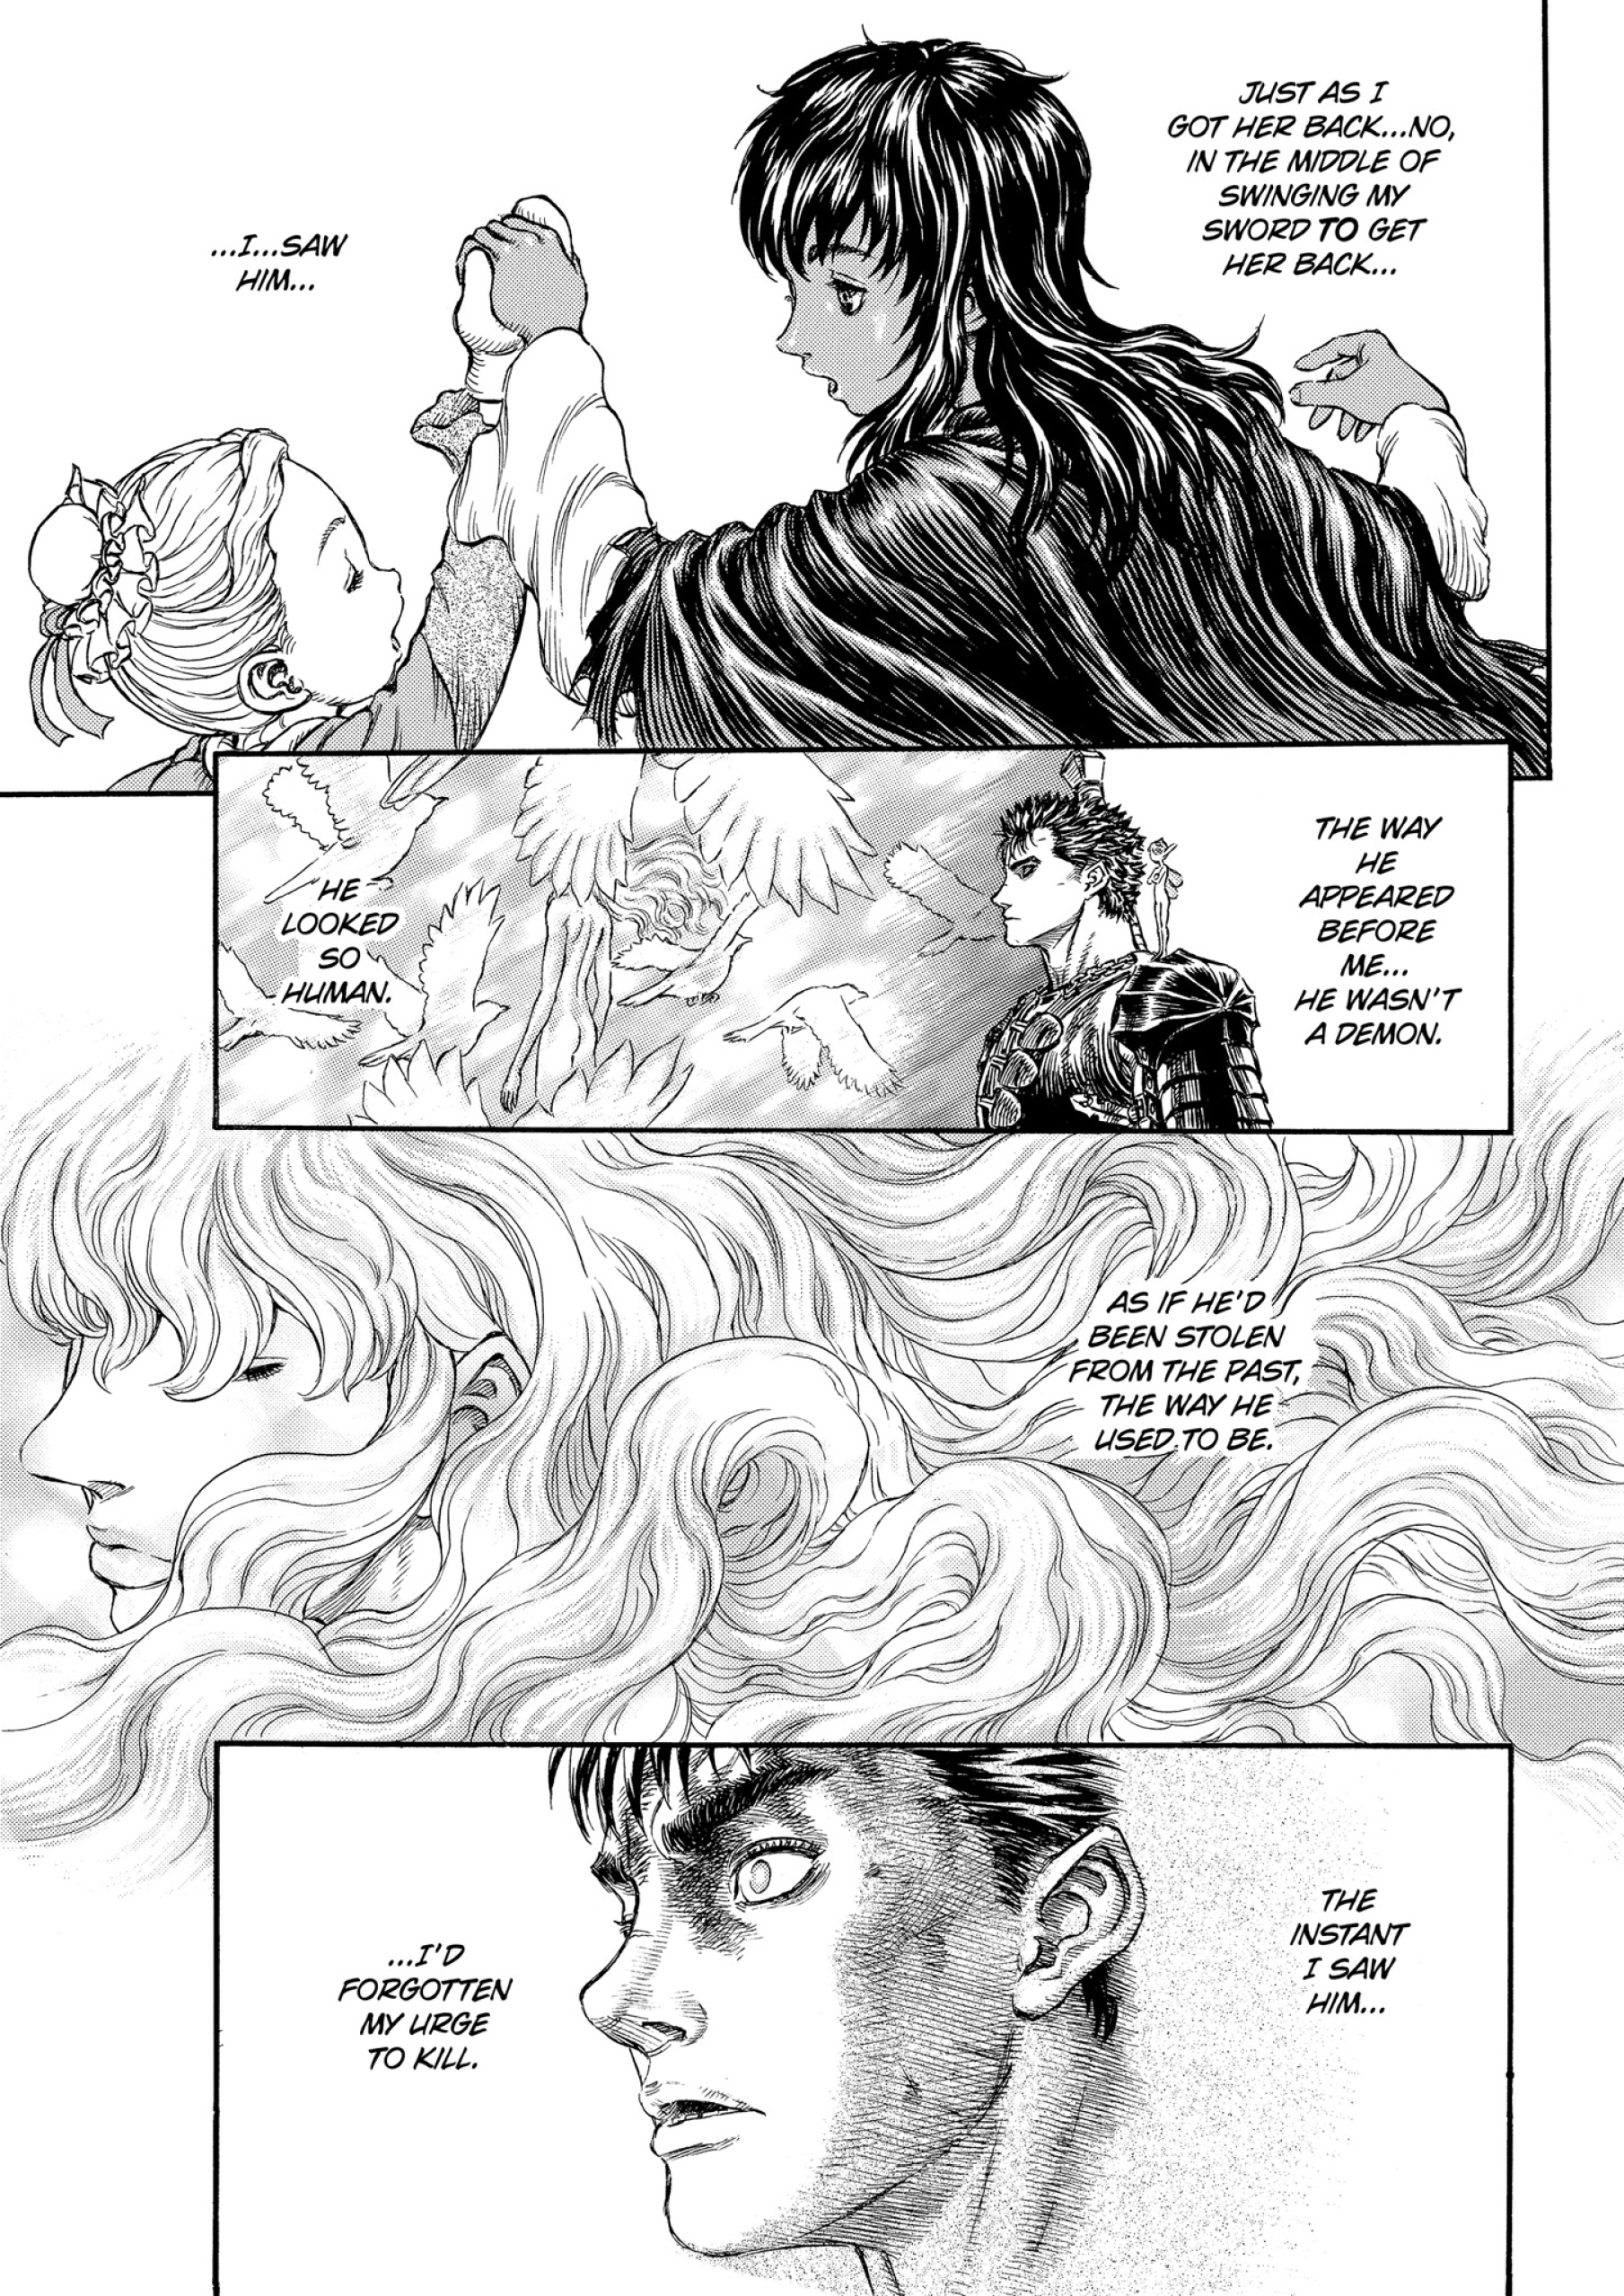 JUST AS I
GOT HER BACK...NO,
IN THE MIDDLE OF
SWINGING MY
SWORD TO GET
HER BACK...
...I...SAW
HIM...
THE WAY
HE
APPEARED
BEFORE
ME...
HE WASN'T
A DEMON.
HE
LOOKED
SO
HUMAN.
AS IF HE'D
BEEN STOLEN
FROM THE PAST,
THE WAY HE
USED TO BE.
THE
INSTANT
I SAW
HIM...
...I'D
FORGOTTEN
MY URGE
TO KILL.